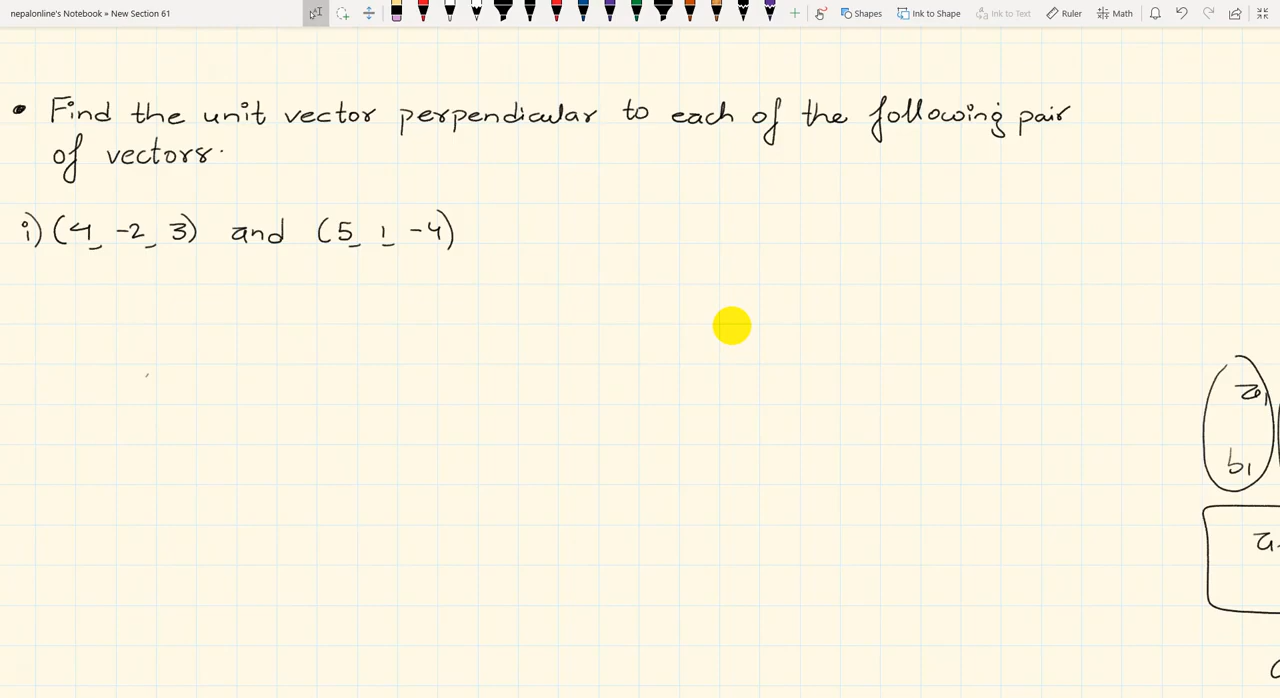 nepalonline's Notebook » New Section 61
Shapes Ink to Shape Ink to Text Ruler Math
• Find the unit vector perpendicular to each of the following pair
of vectors.
i) (4, -2, 3) and (5, 1, -4)
b1